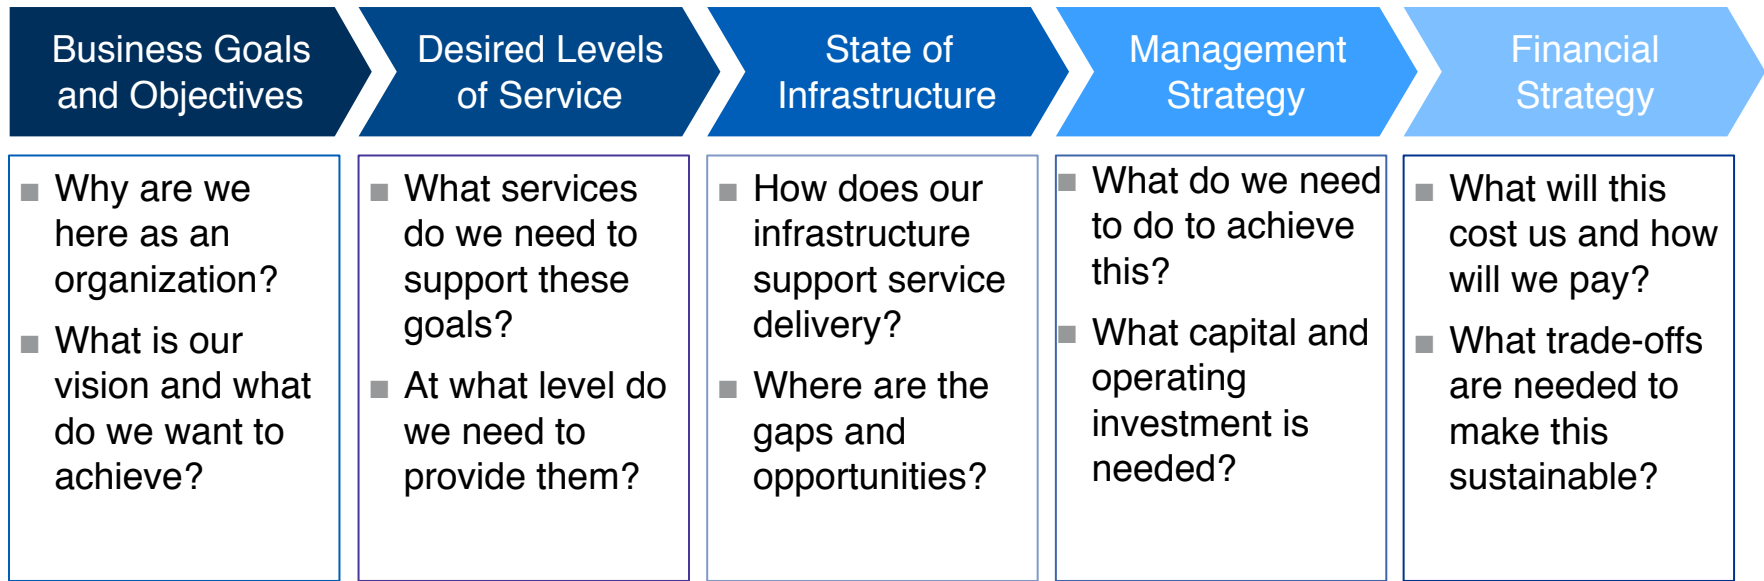 Business Goals
and Objectives
Desired Levels
of Service
State of
Infrastructure
Management
Strategy
Financial
Strategy
Why are we
here as an
organization?
What is our
vision and what
do we want to
achieve?
What services
do we need to
support these
goals?
At what level do
we need to
provide them?
How does our
infrastructure
support service
delivery?
Where are the
gaps and
opportunities?
What do we need
to do to achieve
this?
What capital and
operating
investment is
needed?
What will this
cost us and how
will we pay?
What trade-offs
are needed to
make this
sustainable?